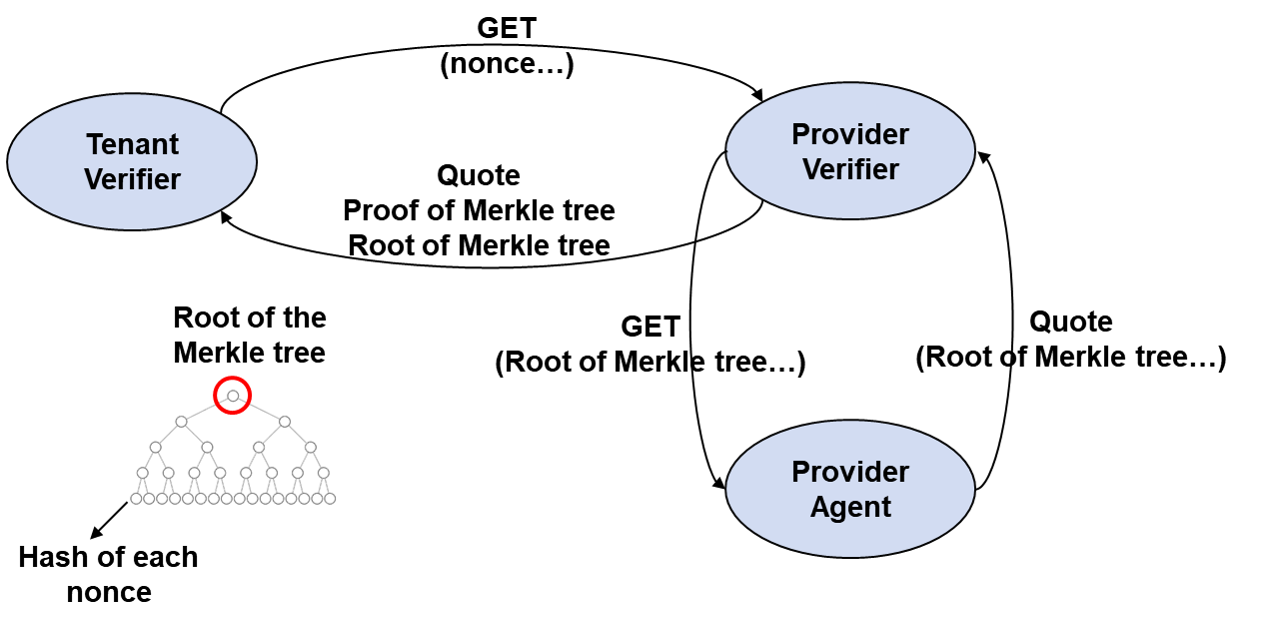 GET
(nonce…)
Tenant
Verifier
Provider
Verifier
Quote
Proof of Merkle tree
Root of Merkle tree
Root of the
Merkle tree
GET
(Root of Merkle tree…)
Quote
(Root of Merkle tree…)
Provider
Agent
Hash of each
nonce